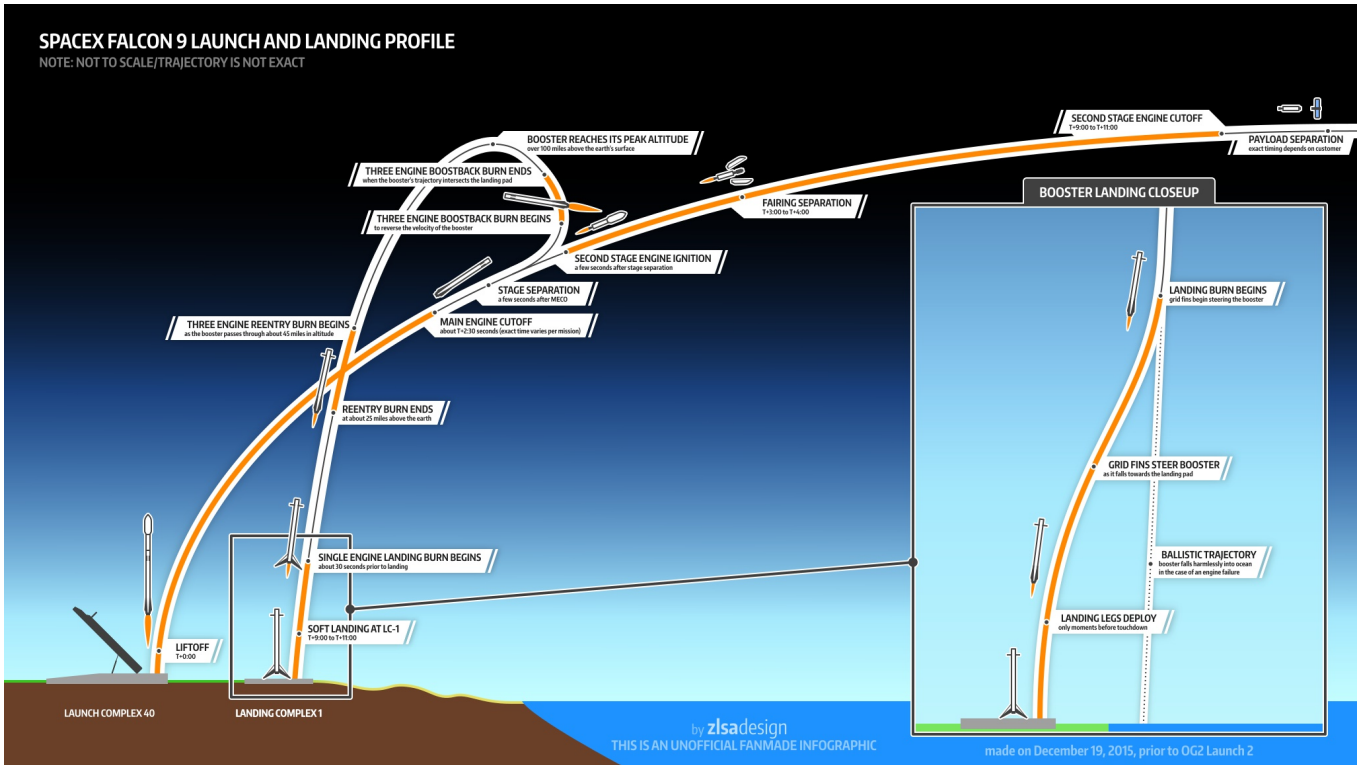 SPACEX FALCON 9 LAUNCH AND LANDING PROFILE
NOTE: NOT TO SCALE/TRAJECTORY IS NOT EXACT
SECOND STAGE ENGINE CUTOFF
T+9:00 to T+11:00
PAYLOAD SEPARATION
exact timing depends on customer
BOOSTER REACHES ITS PEAK ALTITUDE
over 100 miles above the earth's surface
THREE ENGINE BOOSTBACK BURN ENDS
when the booster's trajectory intersects the landing pad
THREE ENGINE BOOSTBACK BURN BEGINS
to reverse the velocity of the booster
FAIRING SEPARATION
T+3:00 to T+4:00
SECOND STAGE ENGINE IGNITION
a few seconds after stage separation
STAGE SEPARATION
a few seconds after MECO
MAIN ENGINE CUTOFF
about T+2:30 seconds (exact time varies per mission)
THREE ENGINE REENTRY BURN BEGINS
as the booster passes through about 45 miles in altitude
REENTRY BURN ENDS
at about 25 miles above the earth
SINGLE ENGINE LANDING BURN BEGINS
about 30 seconds prior to landing
SOFT LANDING AT LC-1
T+9:00 to T+11:00
LIFTOFF
T+0:00
LAUNCH COMPLEX 40
LANDING COMPLEX 1
BOOSTER LANDING CLOSEUP
LANDING BURN BEGINS
grid fins begin steering the booster
GRID FINS STEER BOOSTER
as it falls towards the landing pad
BALLISTIC TRAJECTORY
booster falls harmlessly into ocean
in the case of an engine failure
LANDING LEGS DEPLOY
only moments before touchdown
by zlsadesign
THIS IS AN UNOFFICIAL FANMADE INFOGRAPHIC
made on December 19, 2015, prior to OG2 Launch 2